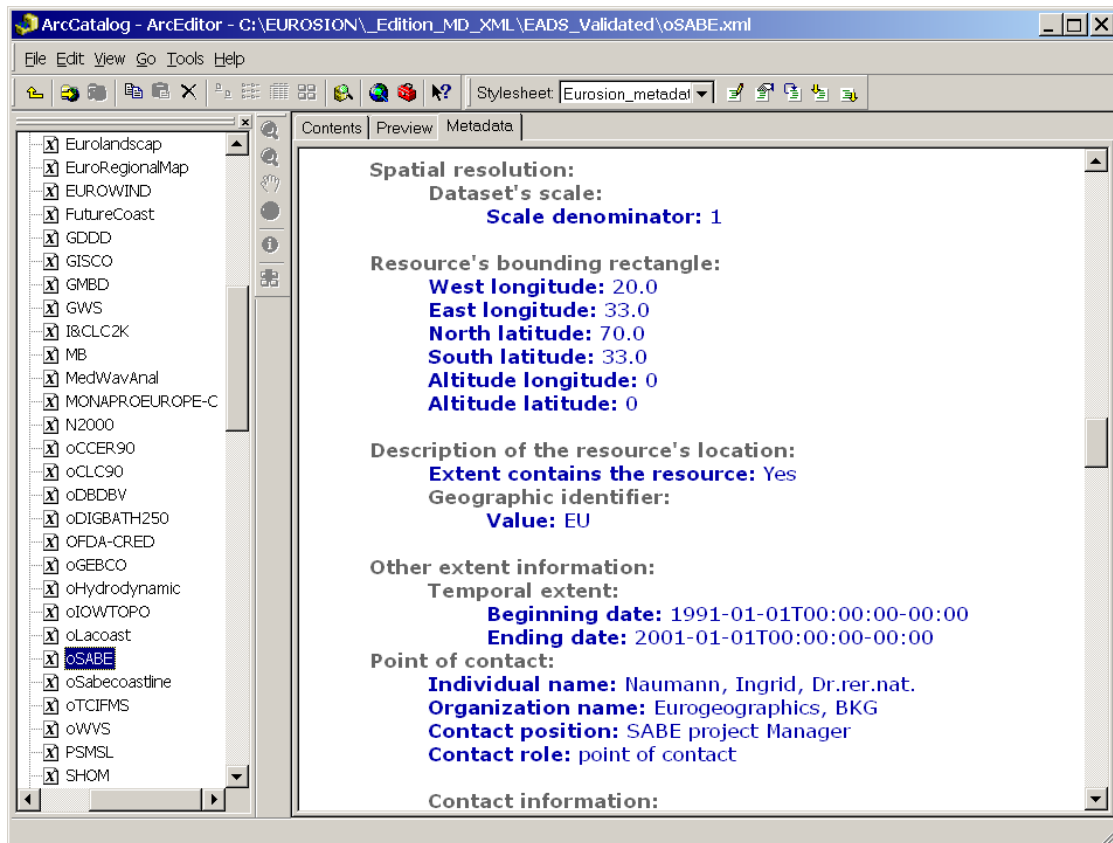 ArcCatalog - ArcEditor - C:\EUROSION\_Edition_MD_XML\EADS_Validated\oSABE.xml
File Edit View Go Tools Help
Stylesheet: Eurosion_metadat
Contents Preview Metadata
Eurolandscap
EuroRegionalMap
EUROWIND
FutureCoast
GDDD
GISCO
GMBD
GWS
I&CLC2K
MB
MedWavAnal
MONAPROEUROPE-C
N2000
oCCER90
oCLC90
oDBDBV
oDIGBATH250
OFDA-CRED
oGEBCO
oHydrodynamic
oIOWTOPO
oLacoast
oSABE
oSabecoastline
oTCIFMS
oWVS
PSMSL
SHOM
Spatial resolution:
Dataset's scale:
Scale denominator: 1
Resource's bounding rectangle:
West longitude: 20.0
East longitude: 33.0
North latitude: 70.0
South latitude: 33.0
Altitude longitude: 0
Altitude latitude: 0
Description of the resource's location:
Extent contains the resource: Yes
Geographic identifier:
Value: EU
Other extent information:
Temporal extent:
Beginning date: 1991-01-01T00:00:00-00:00
Ending date: 2001-01-01T00:00:00-00:00
Point of contact:
Individual name: Naumann, Ingrid, Dr.rer.nat.
Organization name: Eurogeographics, BKG
Contact position: SABE project Manager
Contact role: point of contact
Contact information: